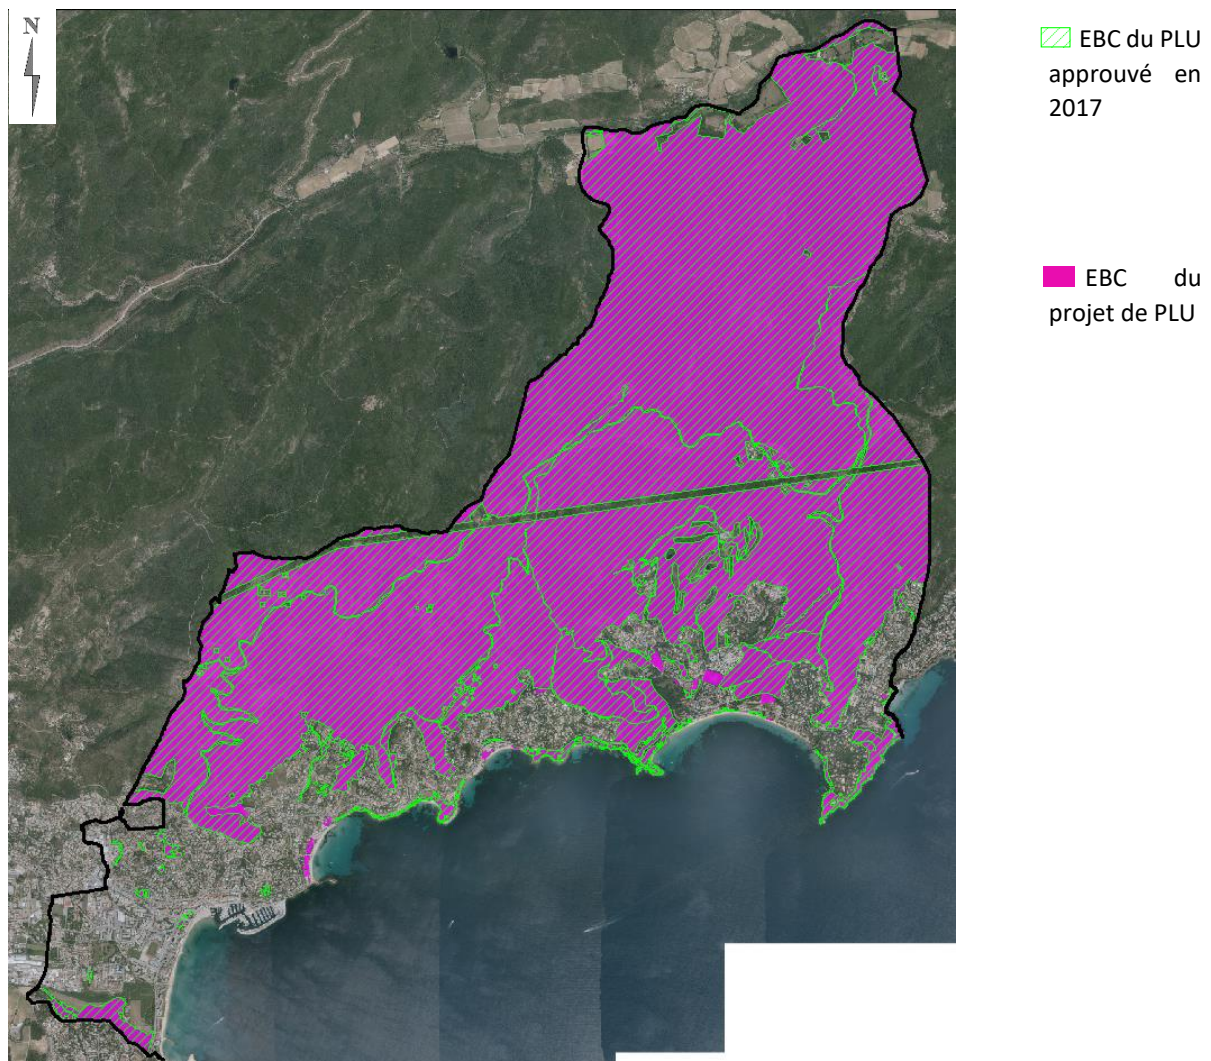 N
EBC du PLU
approuvé en
2017
EBC du
projet de PLU